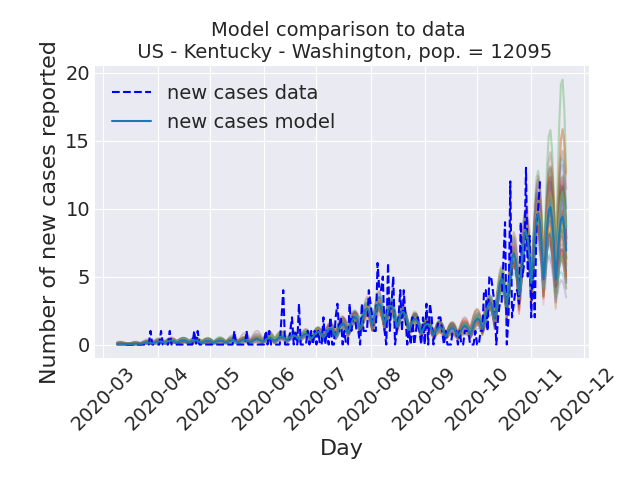 Model comparison to data
US - Kentucky - Washington, pop. = 12095
Number of new cases reported
20
15
10
5
0
new cases data
new cases model
2020-03
2020-04
2020-05
2020-06
2020-07
2020-08
2020-09
2020-10
2020-11
2020-12
Day